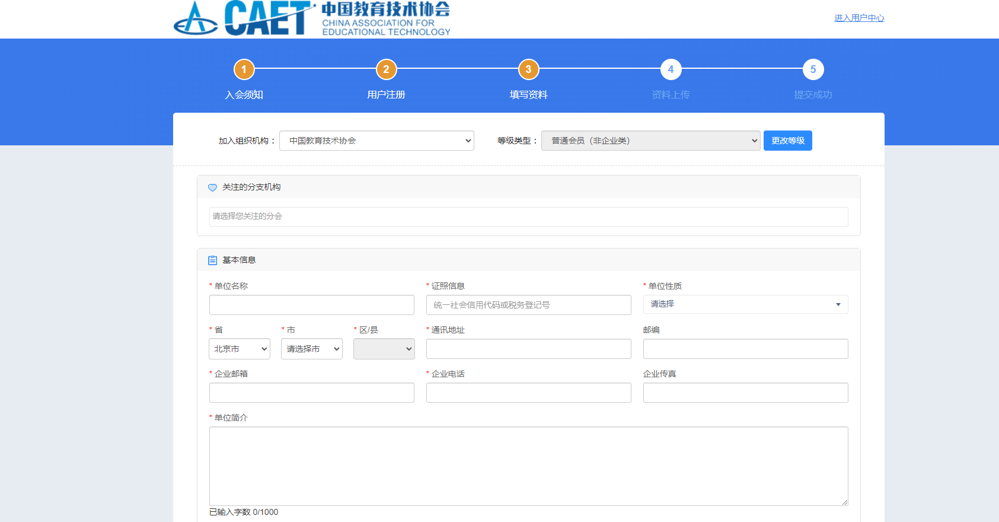 CAET 中国教育技术协会
CHINA ASSOCIATION FOR
EDUCATIONAL TECHNOLOGY
进入用户中心
1 2 3 4 5
入会须知 用户注册 填写资料 资料上传 提交成功
加入组织机构： 中国教育技术协会 等级类型： 普通会员（非企业类） 更改等级
关注的分支机构
请选择您关注的分会
基本信息
* 单位名称 * 证照信息 * 单位性质
统一社会信用代码或税务登记号 请选择
* 省 * 市 * 区/县 * 通讯地址 邮编
北京市 请选择市
* 企业邮箱 * 企业电话 企业传真
* 单位简介
已输入字数 0/1000